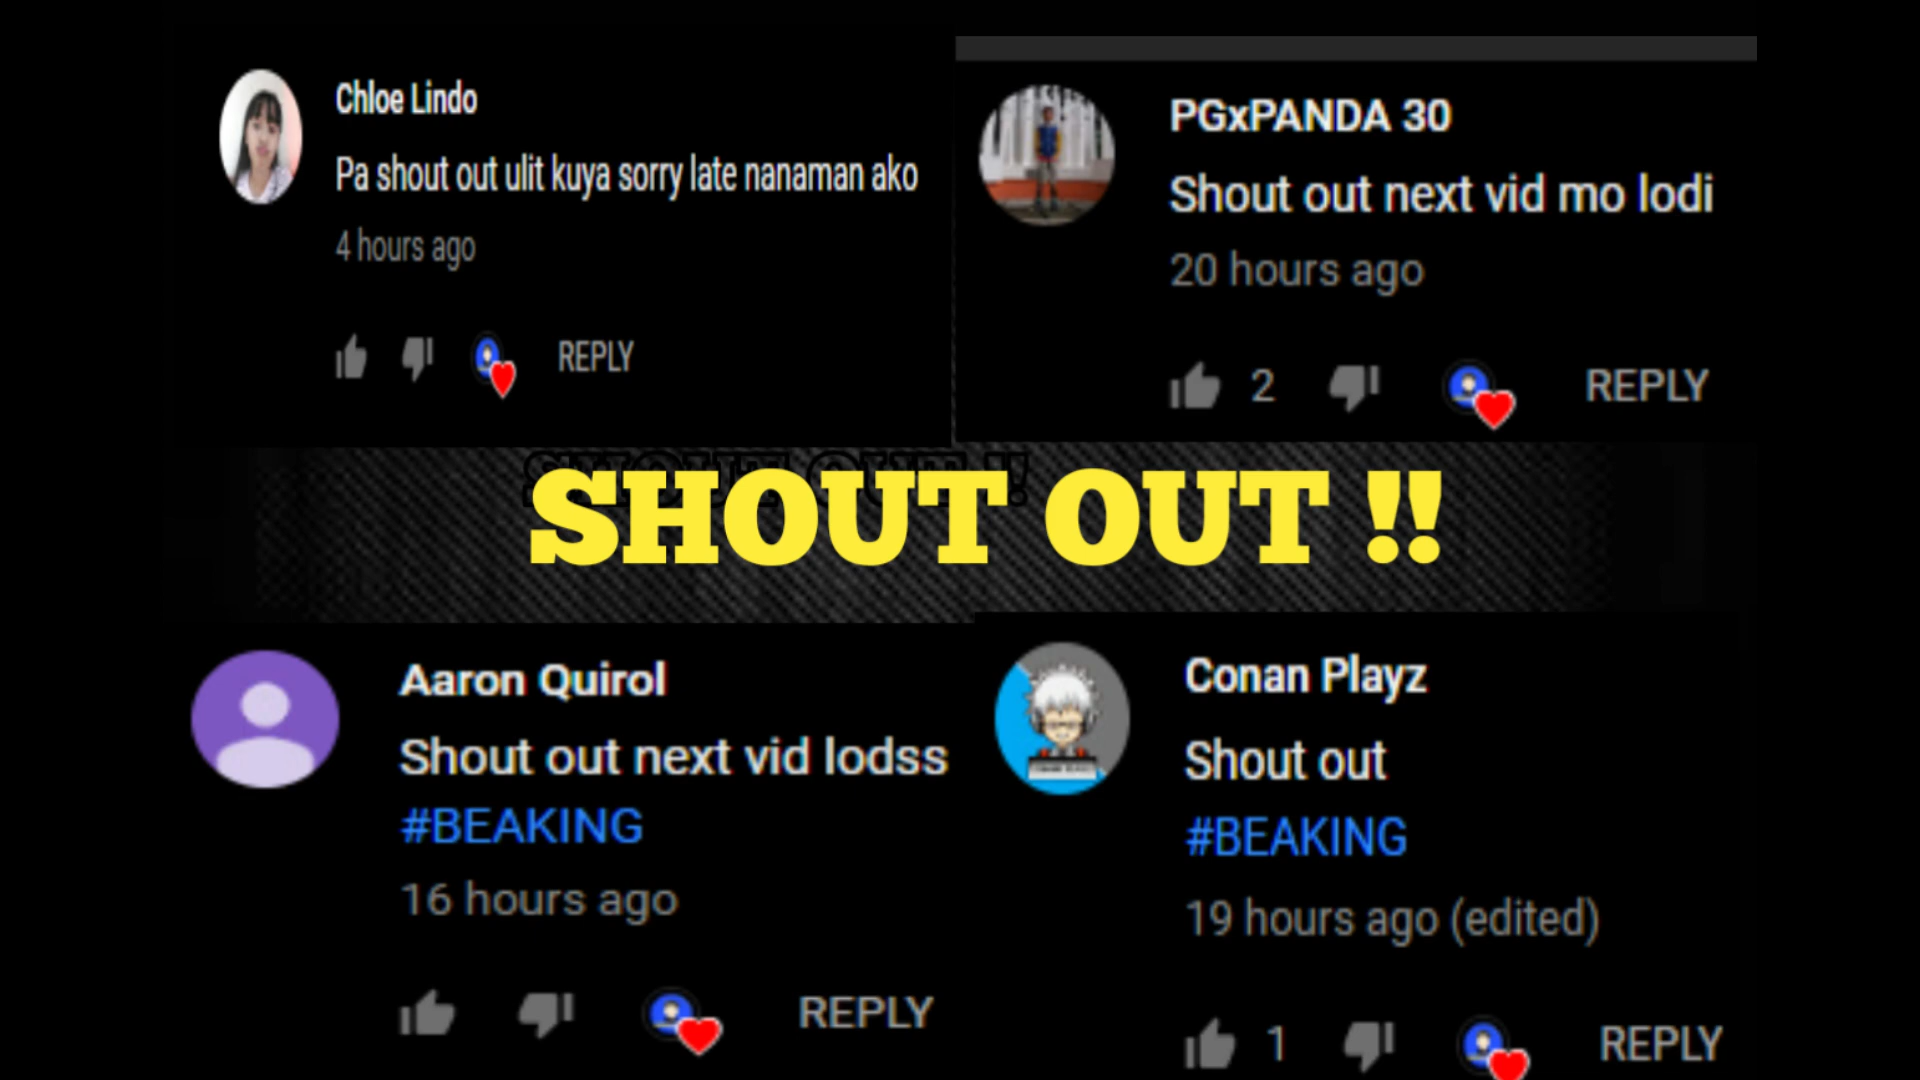 Chloe Lindo
Pa shout out ulit kuya sorry late nanaman ako
4 hours ago
REPLY
PGxPANDA 30
Shout out next vid mo lodi
20 hours ago
2 REPLY
SHOUT OUT !!
Aaron Quirol
Shout out next vid lodss
#BEAKING
16 hours ago
REPLY
Conan Playz
Shout out
#BEAKING
19 hours ago (edited)
1 REPLY